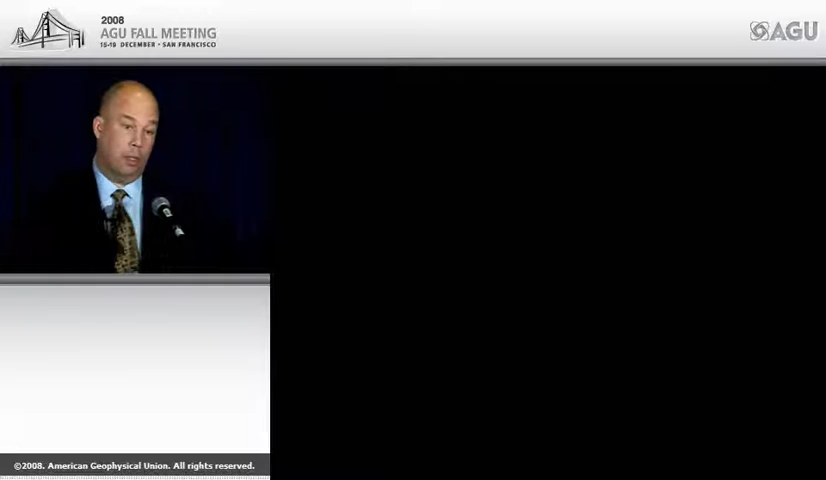 2008
AGU FALL MEETING
15-19 DECEMBER • SAN FRANCISCO
AGU
©2008. American Geophysical Union. All rights reserved.